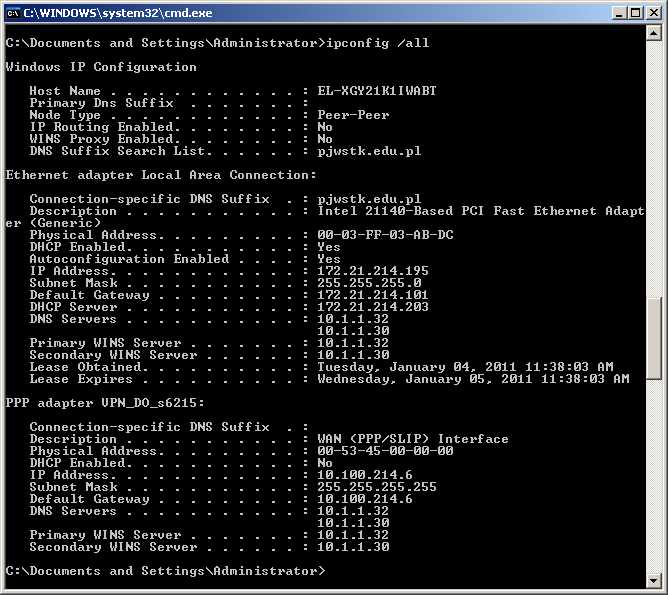 C:\WINDOWS\system32\cmd.exe
C:\Documents and Settings\Administrator>ipconfig /all
Windows IP Configuration
Host Name . . . . . . . . . . . . : EL-XGY21K1IWABT
Primary Dns Suffix  . . . . . . . :
Node Type . . . . . . . . . . . . : Peer-Peer
IP Routing Enabled. . . . . . . . : No
WINS Proxy Enabled. . . . . . . . : No
DNS Suffix Search List. . . . . . : pjwstk.edu.pl
Ethernet adapter Local Area Connection:
Connection-specific DNS Suffix  . : pjwstk.edu.pl
Description . . . . . . . . . . . : Intel 21140-Based PCI Fast Ethernet Adapt
er (Generic)
Physical Address. . . . . . . . . : 00-03-FF-03-AB-DC
DHCP Enabled. . . . . . . . . . . : Yes
Autoconfiguration Enabled . . . . : Yes
IP Address. . . . . . . . . . . . : 172.21.214.195
Subnet Mask . . . . . . . . . . . : 255.255.255.0
Default Gateway . . . . . . . . . : 172.21.214.101
DHCP Server . . . . . . . . . . . : 172.21.214.203
DNS Servers . . . . . . . . . . . : 10.1.1.32
10.1.1.30
Primary WINS Server . . . . . . . : 10.1.1.32
Secondary WINS Server . . . . . . : 10.1.1.30
Lease Obtained. . . . . . . . . . : Tuesday, January 04, 2011 11:38:03 AM
Lease Expires . . . . . . . . . . : Wednesday, January 05, 2011 11:38:03 AM
PPP adapter VPN_DO_s6215:
Connection-specific DNS Suffix  . :
Description . . . . . . . . . . . : WAN (PPP/SLIP) Interface
Physical Address. . . . . . . . . : 00-53-45-00-00-00
DHCP Enabled. . . . . . . . . . . : No
IP Address. . . . . . . . . . . . : 10.100.214.6
Subnet Mask . . . . . . . . . . . : 255.255.255.255
Default Gateway . . . . . . . . . : 10.100.214.6
DNS Servers . . . . . . . . . . . : 10.1.1.32
10.1.1.30
Primary WINS Server . . . . . . . : 10.1.1.32
Secondary WINS Server . . . . . . : 10.1.1.30
C:\Documents and Settings\Administrator>